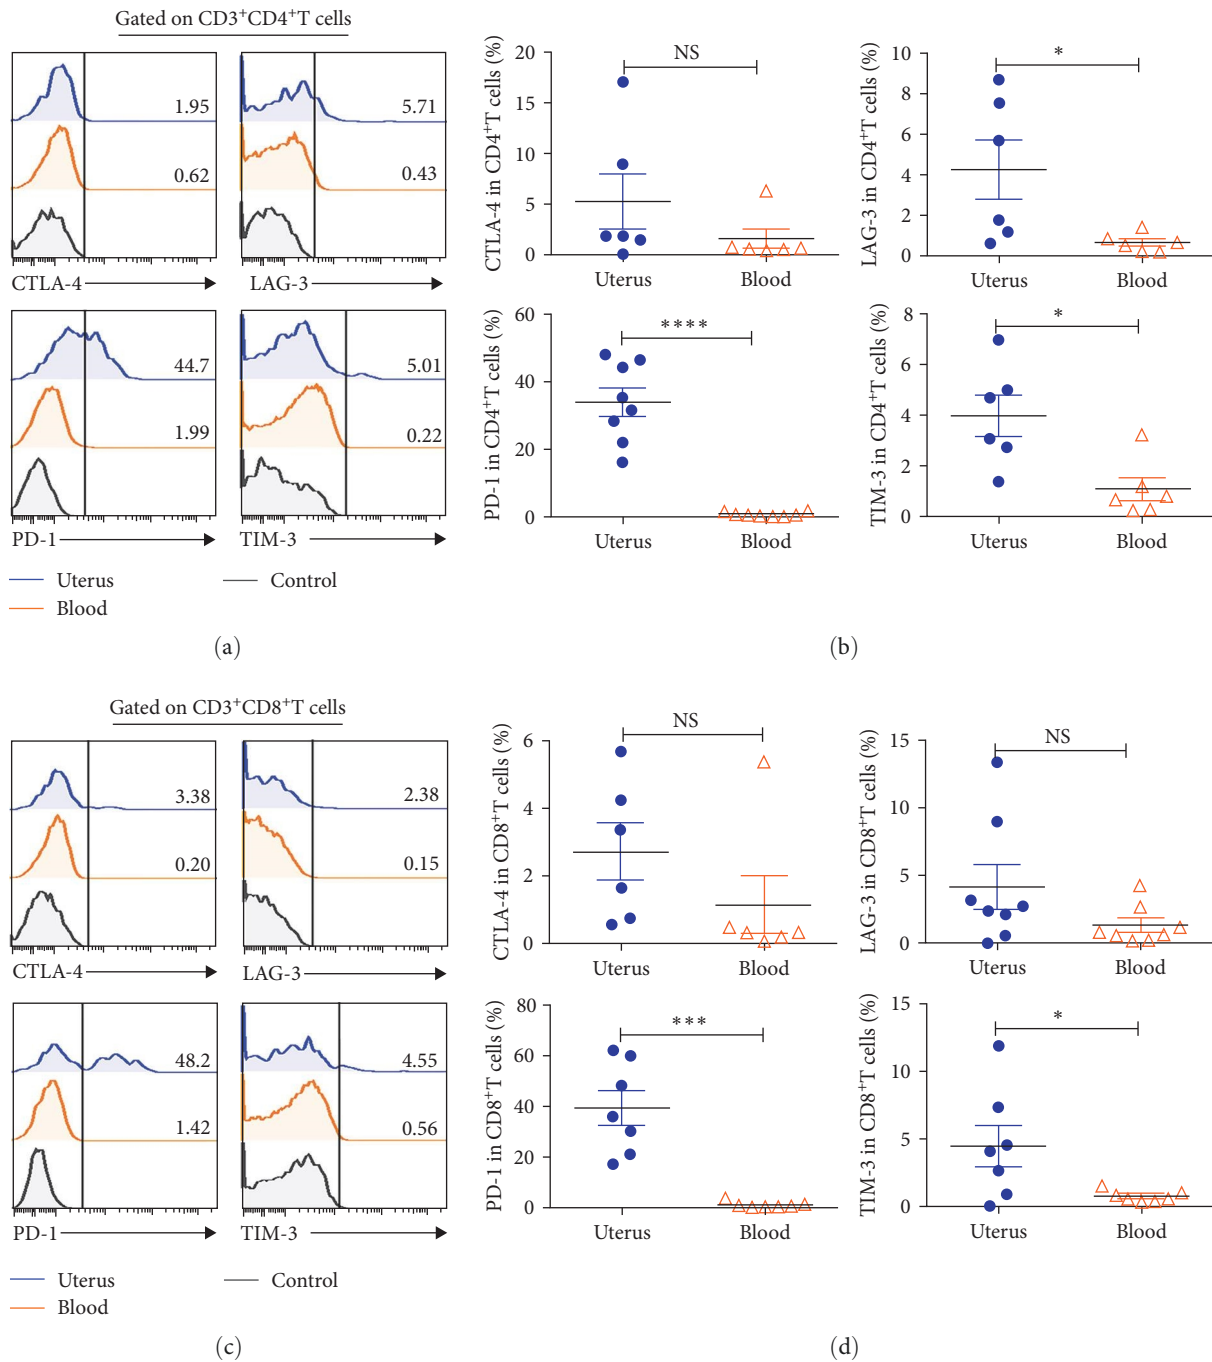 (a)
Gated on CD3⁺CD4⁺T cells
1.95
0.62
CTLA-4
5.71
0.43
LAG-3
44.7
1.99
PD-1
5.01
0.22
TIM-3
Uterus
Blood
Control
(a)
CTLA-4 in CD4⁺T cells (%)
20
15
10
5
0
NS
Uterus
Blood
LAG-3 in CD4⁺T cells (%)
10
8
6
4
2
0
*
Uterus
Blood
PD-1 in CD4⁺T cells (%)
60
40
20
0
****
Uterus
Blood
TIM-3 in CD4⁺T cells (%)
8
6
4
2
0
*
Uterus
Blood
(b)
Gated on CD3⁺CD8⁺T cells
3.38
0.20
CTLA-4
2.38
0.15
LAG-3
48.2
1.42
PD-1
4.55
0.56
TIM-3
Uterus
Blood
Control
(c)
CTLA-4 in CD8⁺T cells (%)
6
4
2
0
NS
Uterus
Blood
LAG-3 in CD8⁺T cells (%)
15
10
5
0
NS
Uterus
Blood
PD-1 in CD8⁺T cells (%)
80
60
40
20
0
***
Uterus
Blood
TIM-3 in CD8⁺T cells (%)
15
10
5
0
*
Uterus
Blood
(d)